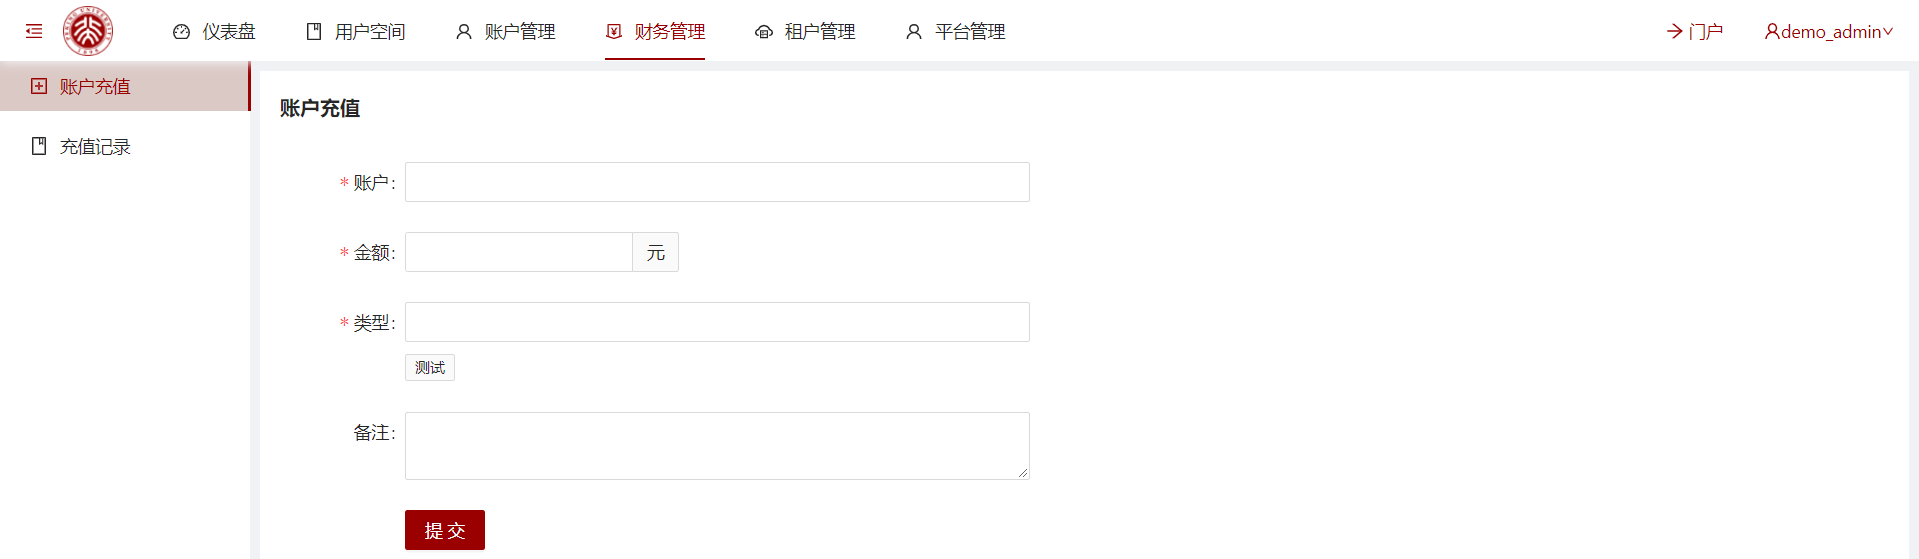 仪表盘 用户空间 账户管理 财务管理 租户管理 平台管理 门户 demo_admin
账户充值
充值记录
账户充值
* 账户:
* 金额: 元
* 类型:
测试
备注:
提交